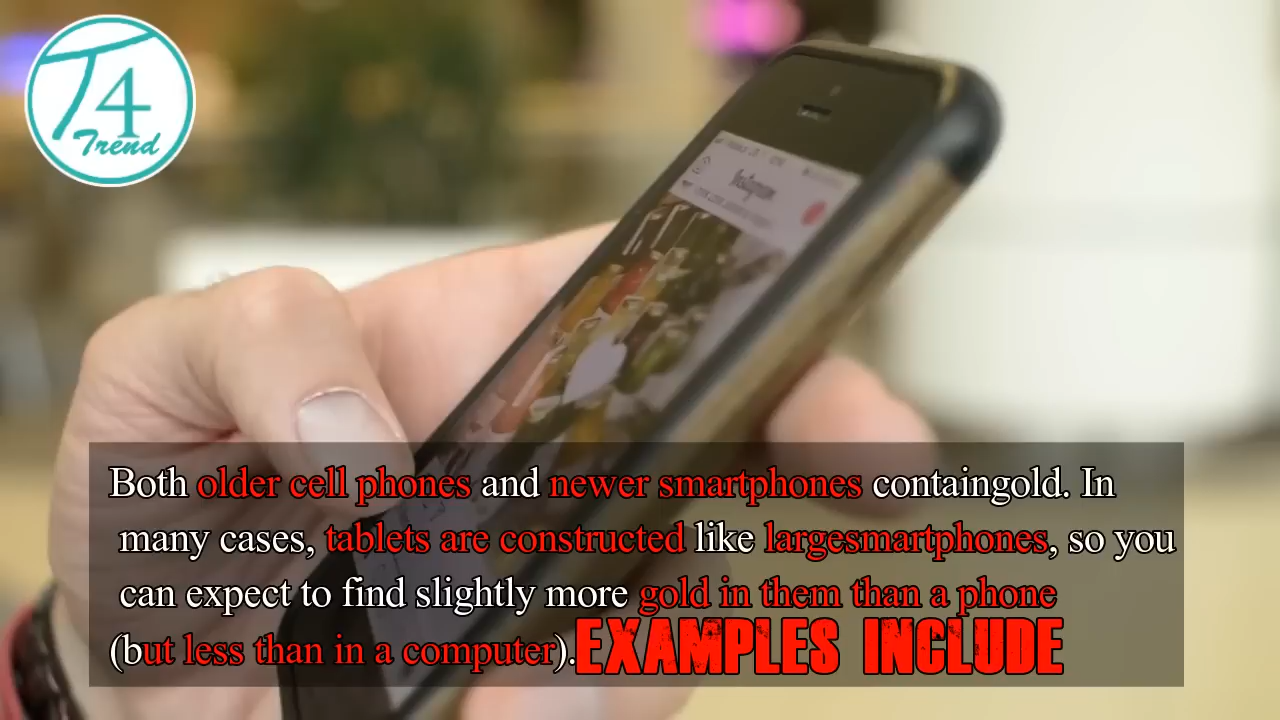 T4
Trend
Instagram
Both older cell phones and newer smartphones containgold. In
many cases, tablets are constructed like largesmartphones, so you
can expect to find slightly more gold in them than a phone
(but less than in a computer).EXAMPLES INCLUDE